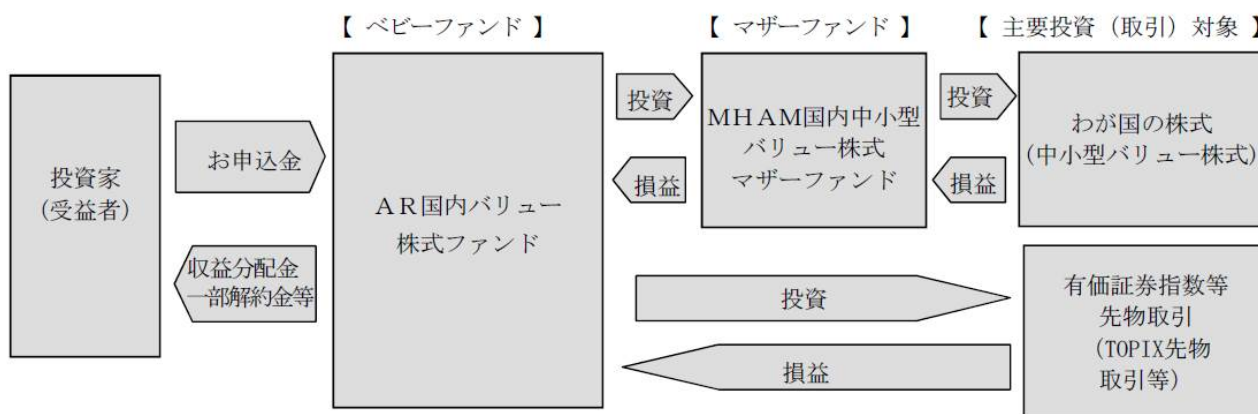 【 ベビーファンド 】
【 マザーファンド 】
【 主要投資（取引）対象 】
投資家
(受益者)
お申込金
収益分配金
一部解約金等
ＡＲ国内バリュー
株式ファンド
投資
損益
ＭＨＡＭ国内中小型
バリュー株式
マザーファンド
投資
損益
わが国の株式
(中小型バリュー株式)
投資
損益
有価証券指数等
先物取引
(TOPIX先物
取引等)